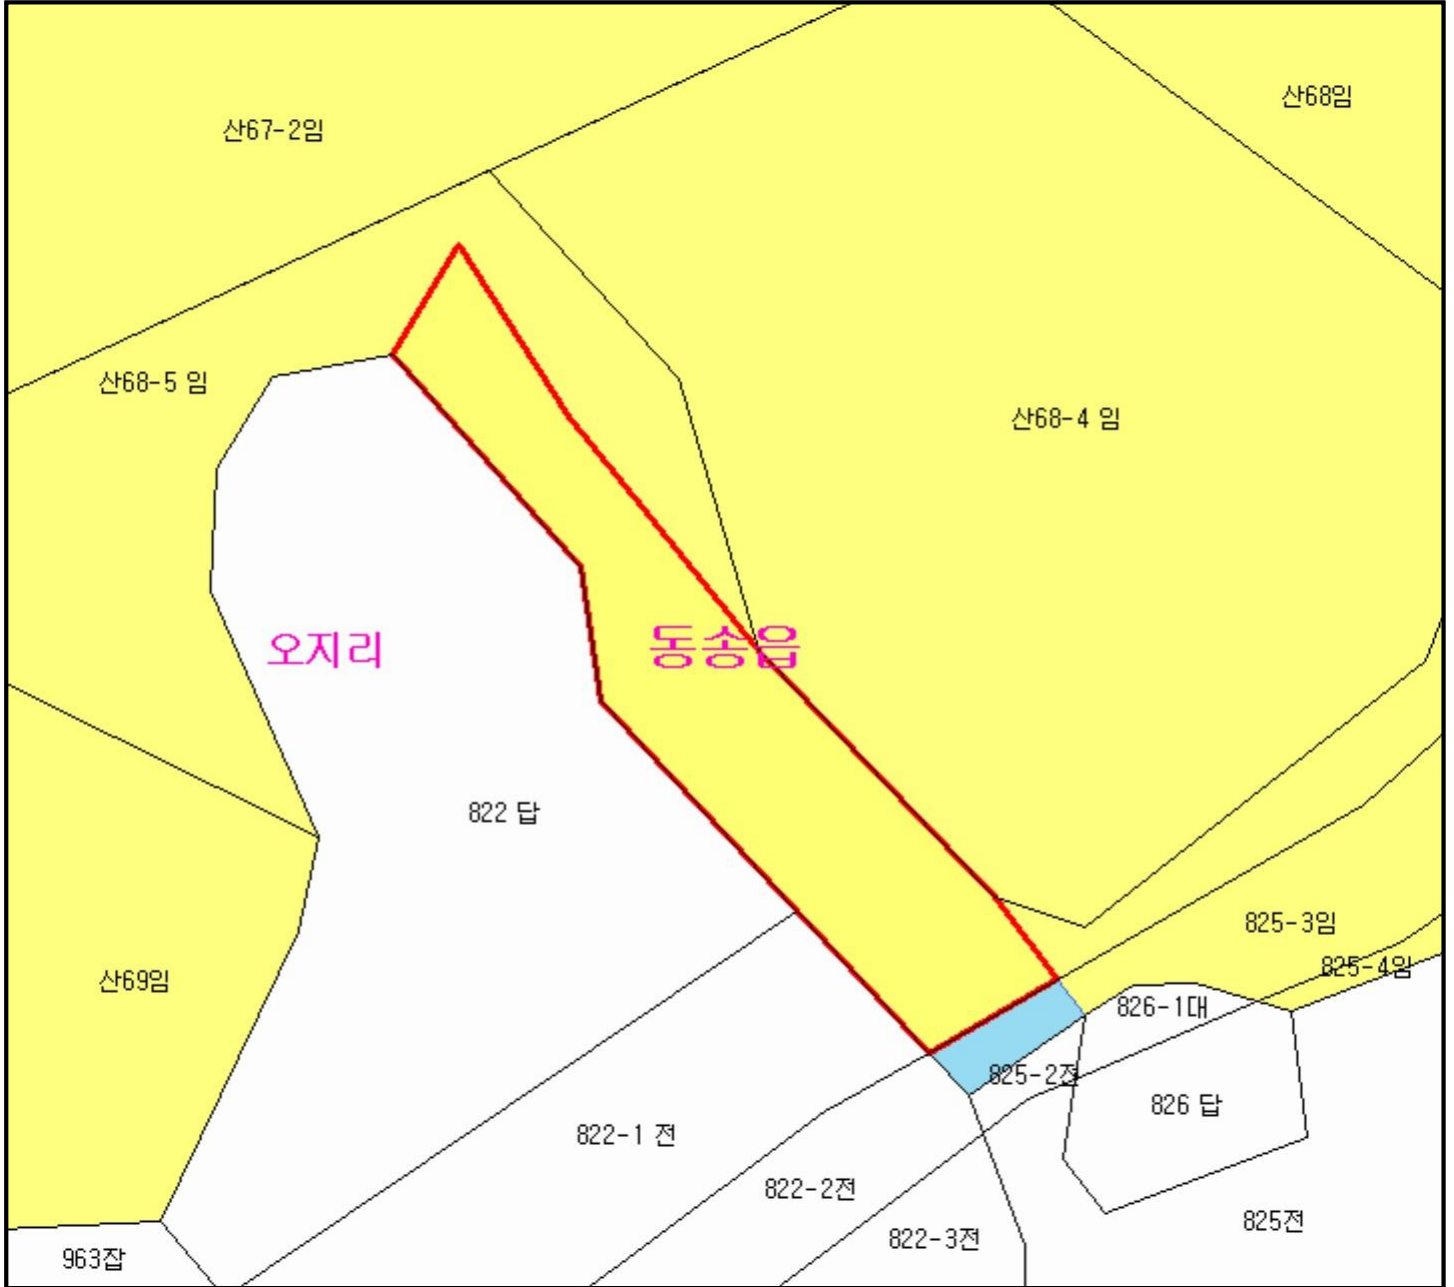 산68임
산67-2임
산68-5 임
산68-4 임
오지리
동송읍
822 답
825-3임
825-4임
산69임
826-1대
825-2전
826 답
822-1 전
822-2전
825전
822-3전
963잡